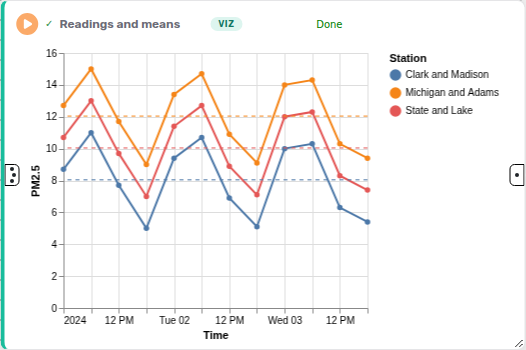 ✓ Readings and means VIZ Done
Station
Clark and Madison
Michigan and Adams
State and Lake
PM2.5
16
14
12
10
8
6
4
2
0
2024 12 PM Tue 02 12 PM Wed 03 12 PM
Time